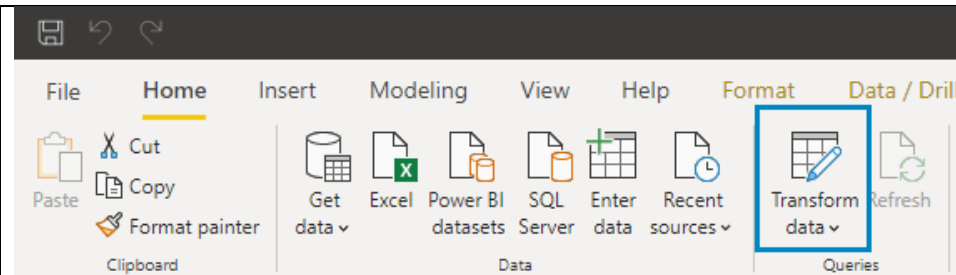 File Home Insert Modeling View Help Format Data / Dril
Paste
Cut
Copy
Format painter
Clipboard
Get
data
Excel
Power BI
datasets
SQL
Server
Enter
data
Recent
sources
Data
Transform
data
Refresh
Queries